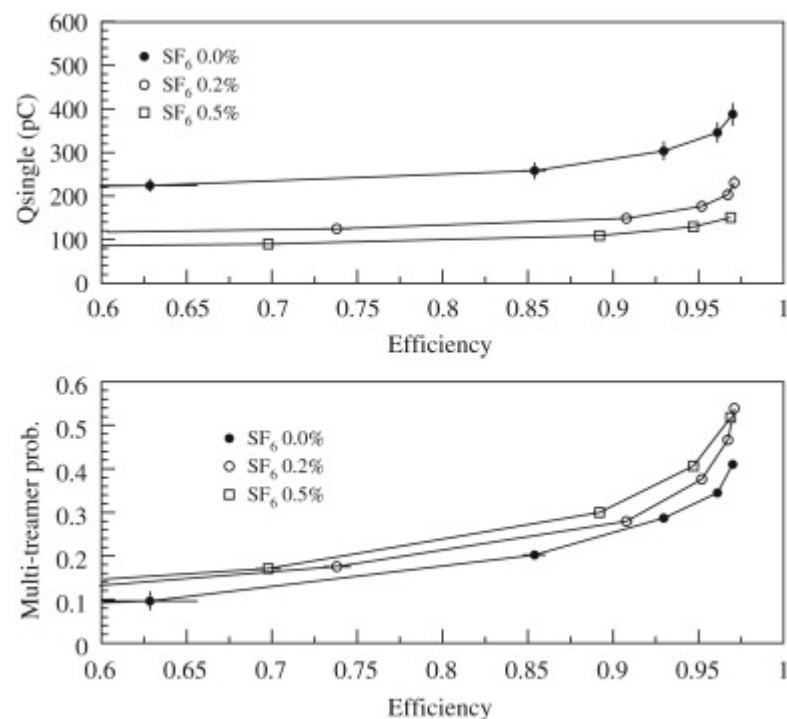 600
500
400
300
200
100
0
Qsingle (pC)
SF6 0.0%
SF6 0.2%
SF6 0.5%
0.6 0.65 0.7 0.75 0.8 0.85 0.9 0.95 1
Efficiency
0.6
0.5
0.4
0.3
0.2
0.1
0
Multi-treamer prob.
SF6 0.0%
SF6 0.2%
SF6 0.5%
0.6 0.65 0.7 0.75 0.8 0.85 0.9 0.95 1
Efficiency